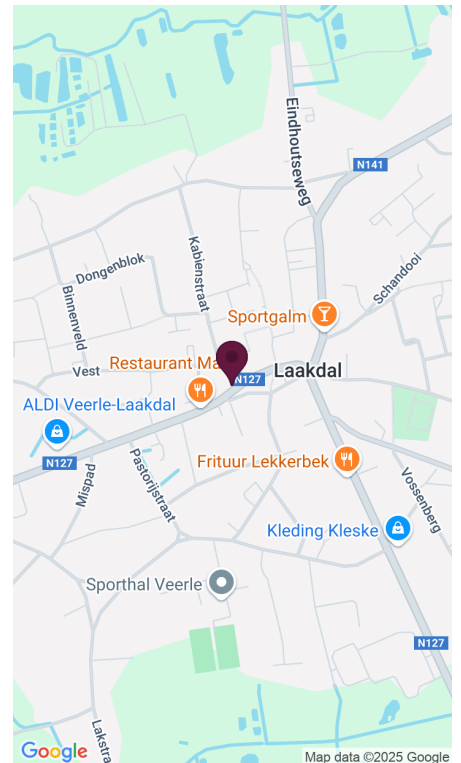 Eindhoutseweg
N141
Kabienstraat
Dongenblok
Binnenveld
Schandooi
Sportgalm
Restaurant Ma
Vest
N127
Laakdal
ALDI Veerle-Laakdal
Frituur Lekkerbek
N127
Mispad
Pastorijstraat
Vossenberg
Kleding Kleske
Sporthal Veerle
N127
Lakstra
Google
Map data ©2025 Google